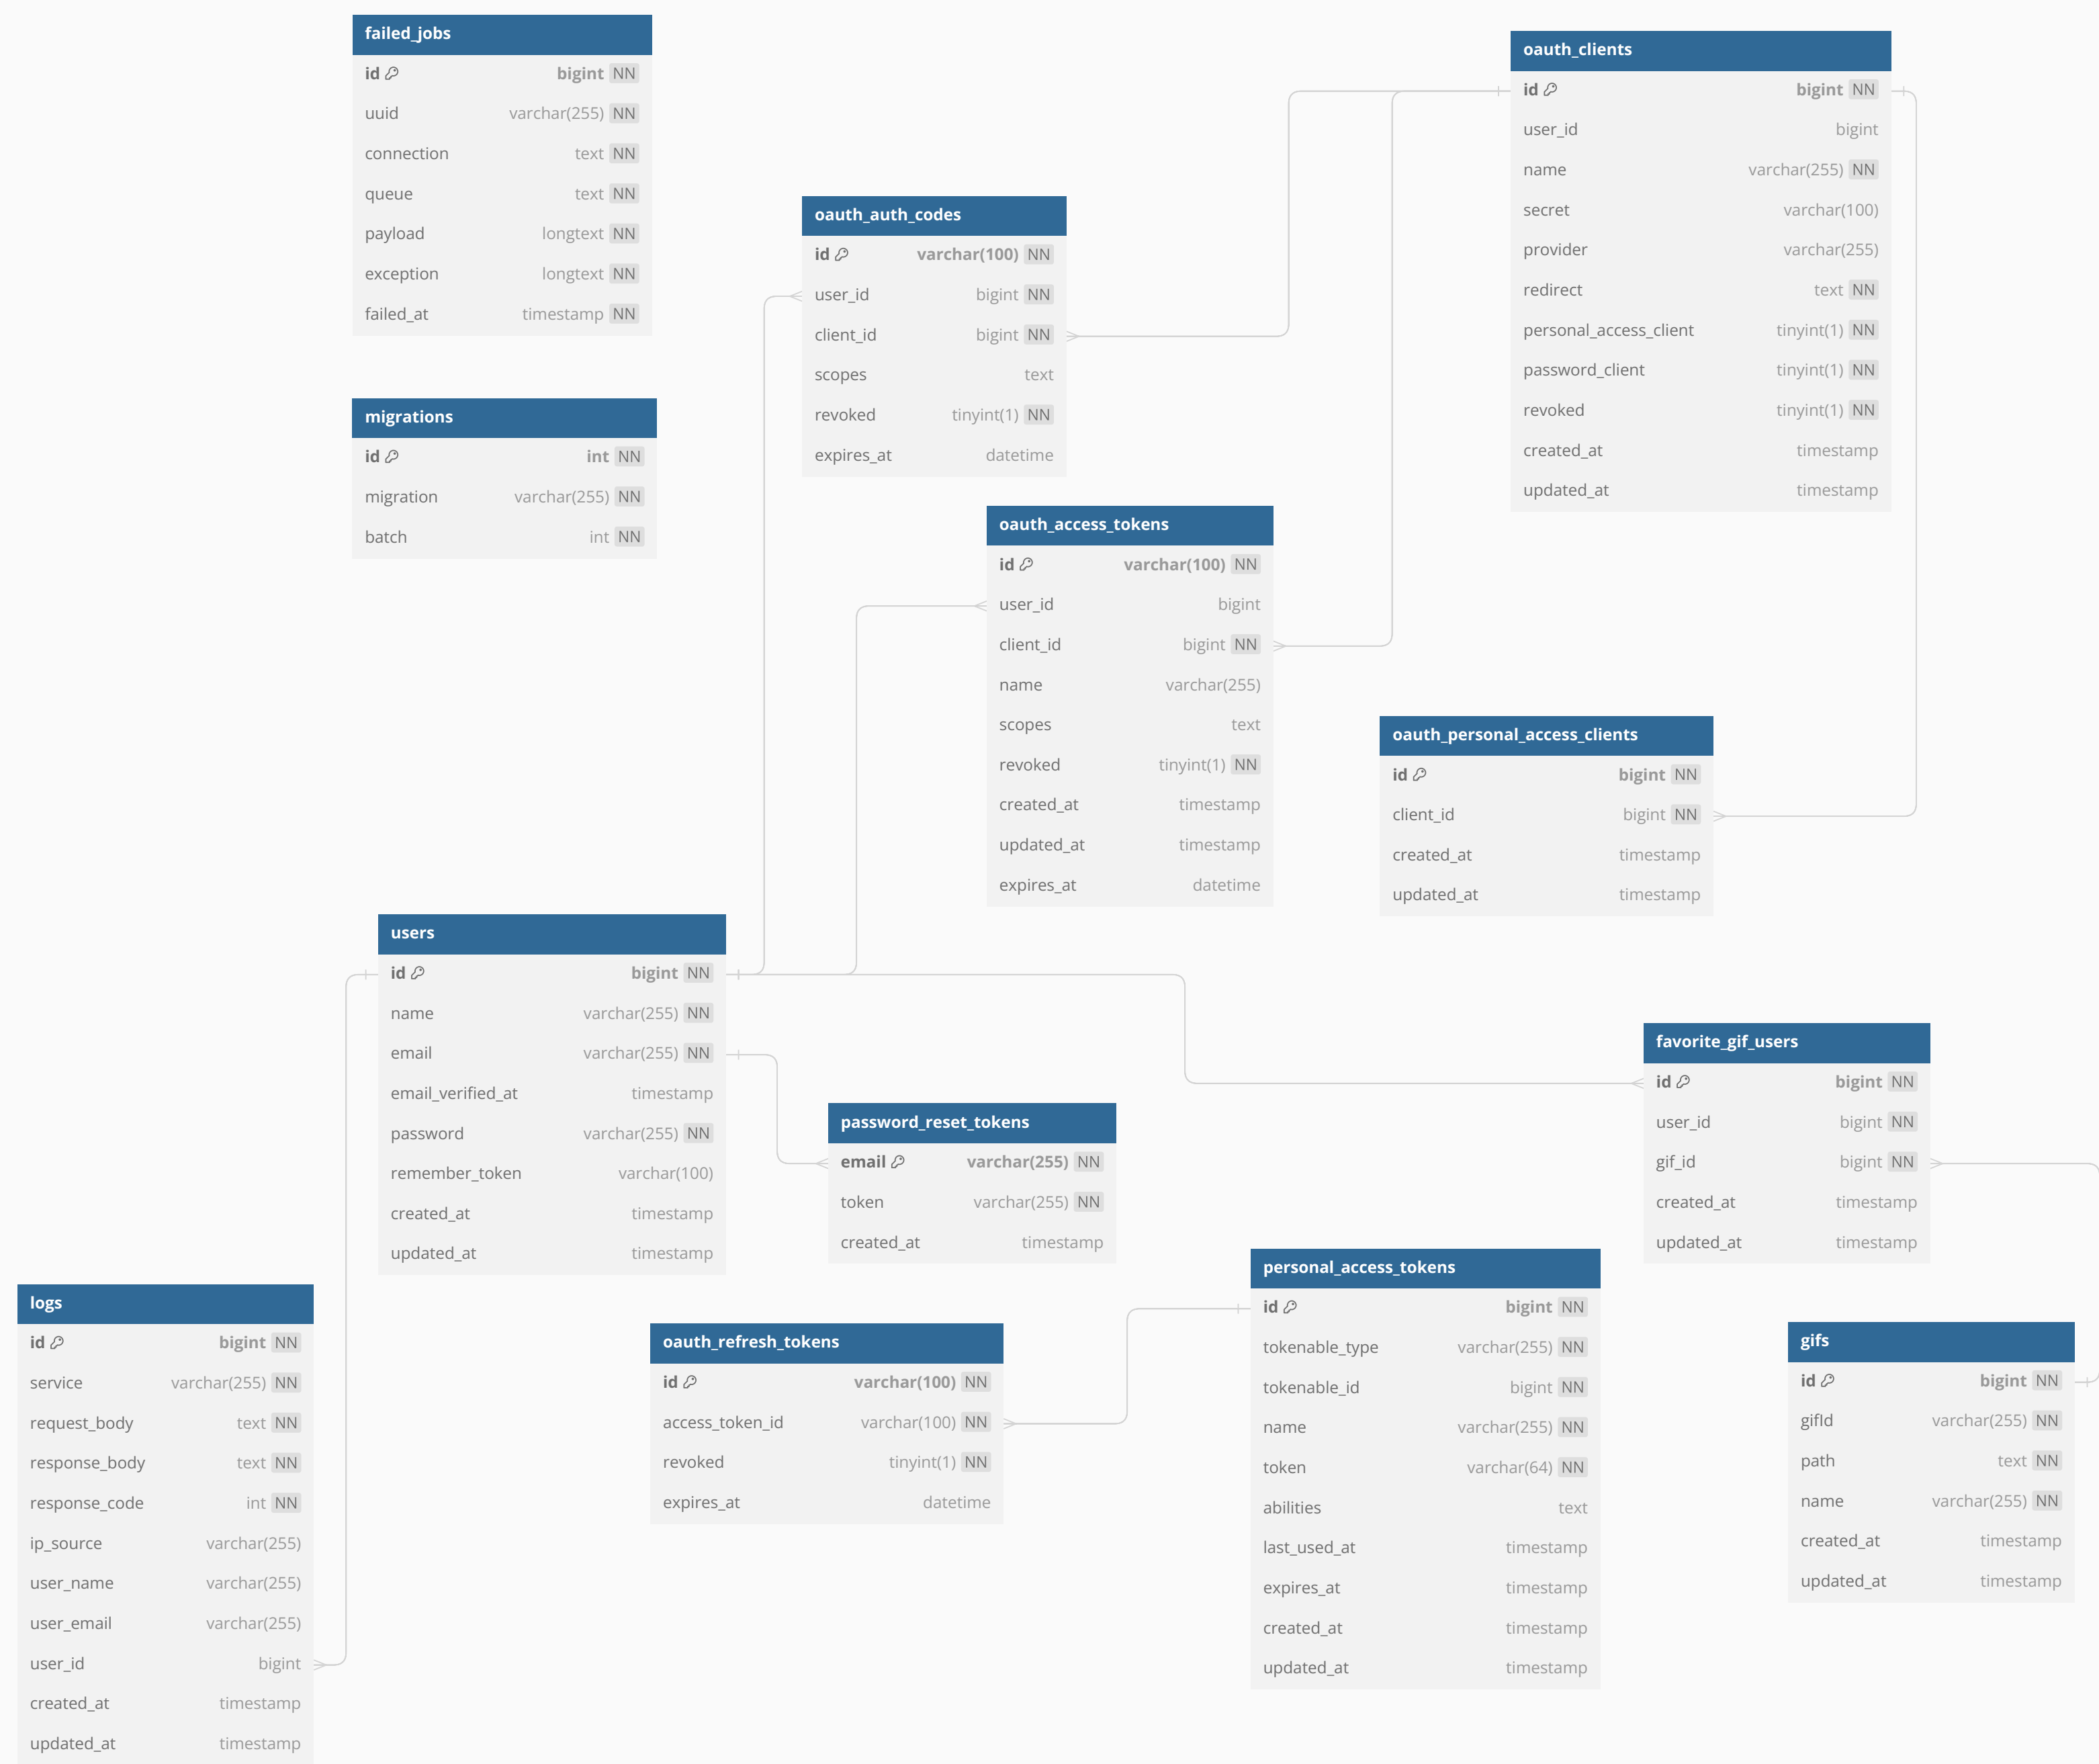 failed_jobs
id bigint NN
uuid varchar(255) NN
connection text NN
queue text NN
payload longtext NN
exception longtext NN
failed_at timestamp NN
migrations
id int NN
migration varchar(255) NN
batch int NN
oauth_auth_codes
id varchar(100) NN
user_id bigint NN
client_id bigint NN
scopes text
revoked tinyint(1) NN
expires_at datetime
oauth_clients
id bigint NN
user_id bigint
name varchar(255) NN
secret varchar(100)
provider varchar(255)
redirect text NN
personal_access_client tinyint(1) NN
password_client tinyint(1) NN
revoked tinyint(1) NN
created_at timestamp
updated_at timestamp
oauth_access_tokens
id varchar(100) NN
user_id bigint
client_id bigint NN
name varchar(255)
scopes text
revoked tinyint(1) NN
created_at timestamp
updated_at timestamp
expires_at datetime
oauth_personal_access_clients
id bigint NN
client_id bigint NN
created_at timestamp
updated_at timestamp
users
id bigint NN
name varchar(255) NN
email varchar(255) NN
email_verified_at timestamp
password varchar(255) NN
remember_token varchar(100)
created_at timestamp
updated_at timestamp
favorite_gif_users
id bigint NN
user_id bigint NN
gif_id bigint NN
created_at timestamp
updated_at timestamp
password_reset_tokens
email varchar(255) NN
token varchar(255) NN
created_at timestamp
personal_access_tokens
id bigint NN
tokenable_type varchar(255) NN
tokenable_id bigint NN
name varchar(255) NN
token varchar(64) NN
abilities text
last_used_at timestamp
expires_at timestamp
created_at timestamp
updated_at timestamp
logs
id bigint NN
service varchar(255) NN
request_body text NN
response_body text NN
response_code int NN
ip_source varchar(255)
user_name varchar(255)
user_email varchar(255)
user_id bigint
created_at timestamp
updated_at timestamp
oauth_refresh_tokens
id varchar(100) NN
access_token_id varchar(100) NN
revoked tinyint(1) NN
expires_at datetime
gifs
id bigint NN
gifId varchar(255) NN
path text NN
name varchar(255) NN
created_at timestamp
updated_at timestamp